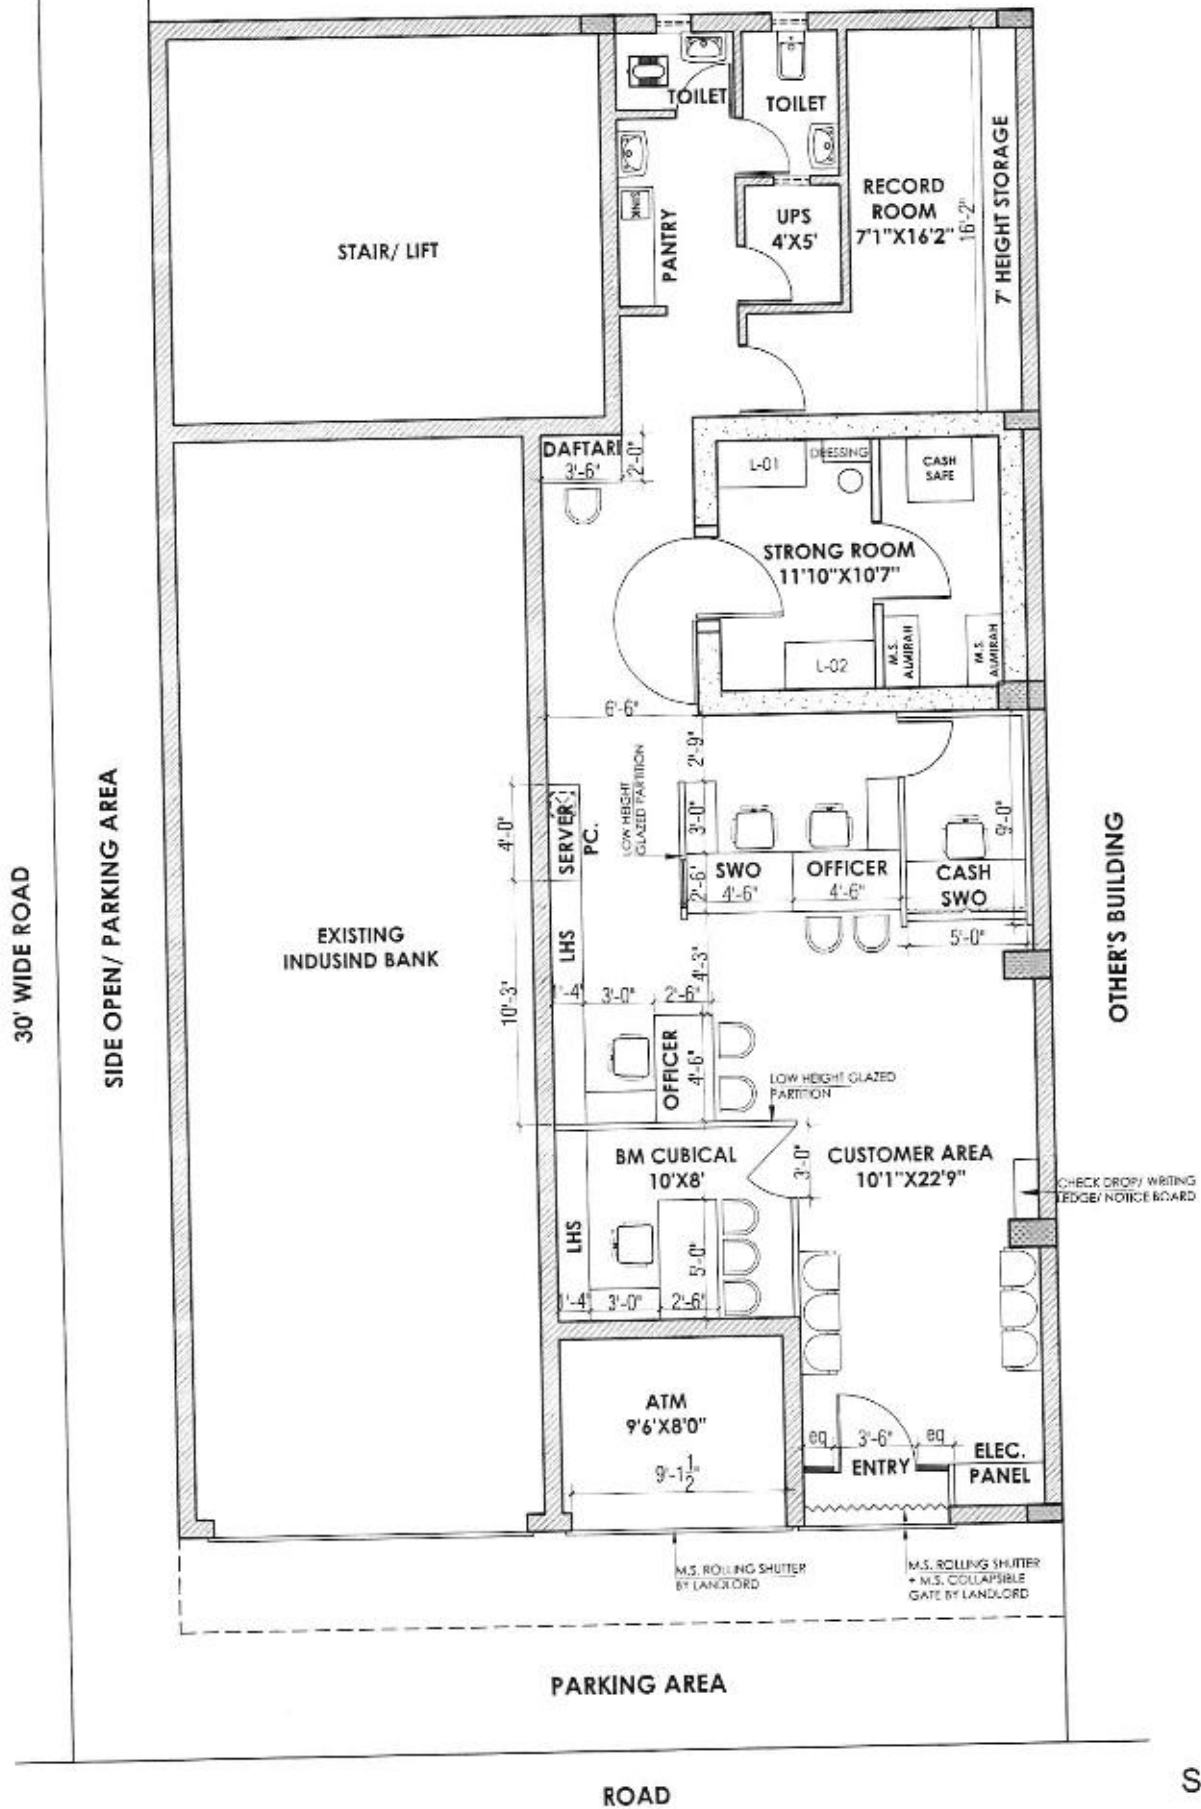 TOILET
TOILET
RECORD
ROOM
7'1"X16'2"
16'-2"
7' HEIGHT STORAGE
SINK
PANTRY
UPS
4'X5'
STAIR/ LIFT
DAFTARI
3'-6"
2'-0"
L-01
DRESSING
CASH
SAFE
STRONG ROOM
11'10"X10'7"
L-02
M.S.
ALMIRAH
M.S.
ALMIRAH
6'-6"
2'-9"
LOW HEIGHT
GLAZED PARTITION
3'-0"
9'-0"
4'-0"
SERVER
PC.
2'-6"
SWO
4'-6"
OFFICER
4'-6"
CASH
SWO
5'-0"
30' WIDE ROAD
SIDE OPEN/ PARKING AREA
EXISTING
INDUSIND BANK
OTHER'S BUILDING
LHS
10'-3"
1'-4"
3'-0"
2'-6"
4'-3"
OFFICER
4'-6"
LOW HEIGHT GLAZED
PARTITION
BM CUBICAL
10'X8'
3'-0"
CUSTOMER AREA
10'1"X22'9"
CHECK DROP/ WRITING
LEDGE/ NOTICE BOARD
LHS
5'-0"
1'-4"
3'-0"
2'-6"
ATM
9'6'X8'0"
9'-1 1/2"
eq
3'-6"
eq
ENTRY
ELEC.
PANEL
M.S. ROLLING SHUTTER
BY LANDLORD
M.S. ROLLING SHUTTER
+ M.S. COLLAPSIBLE
GATE BY LANDLORD
PARKING AREA
ROAD
S